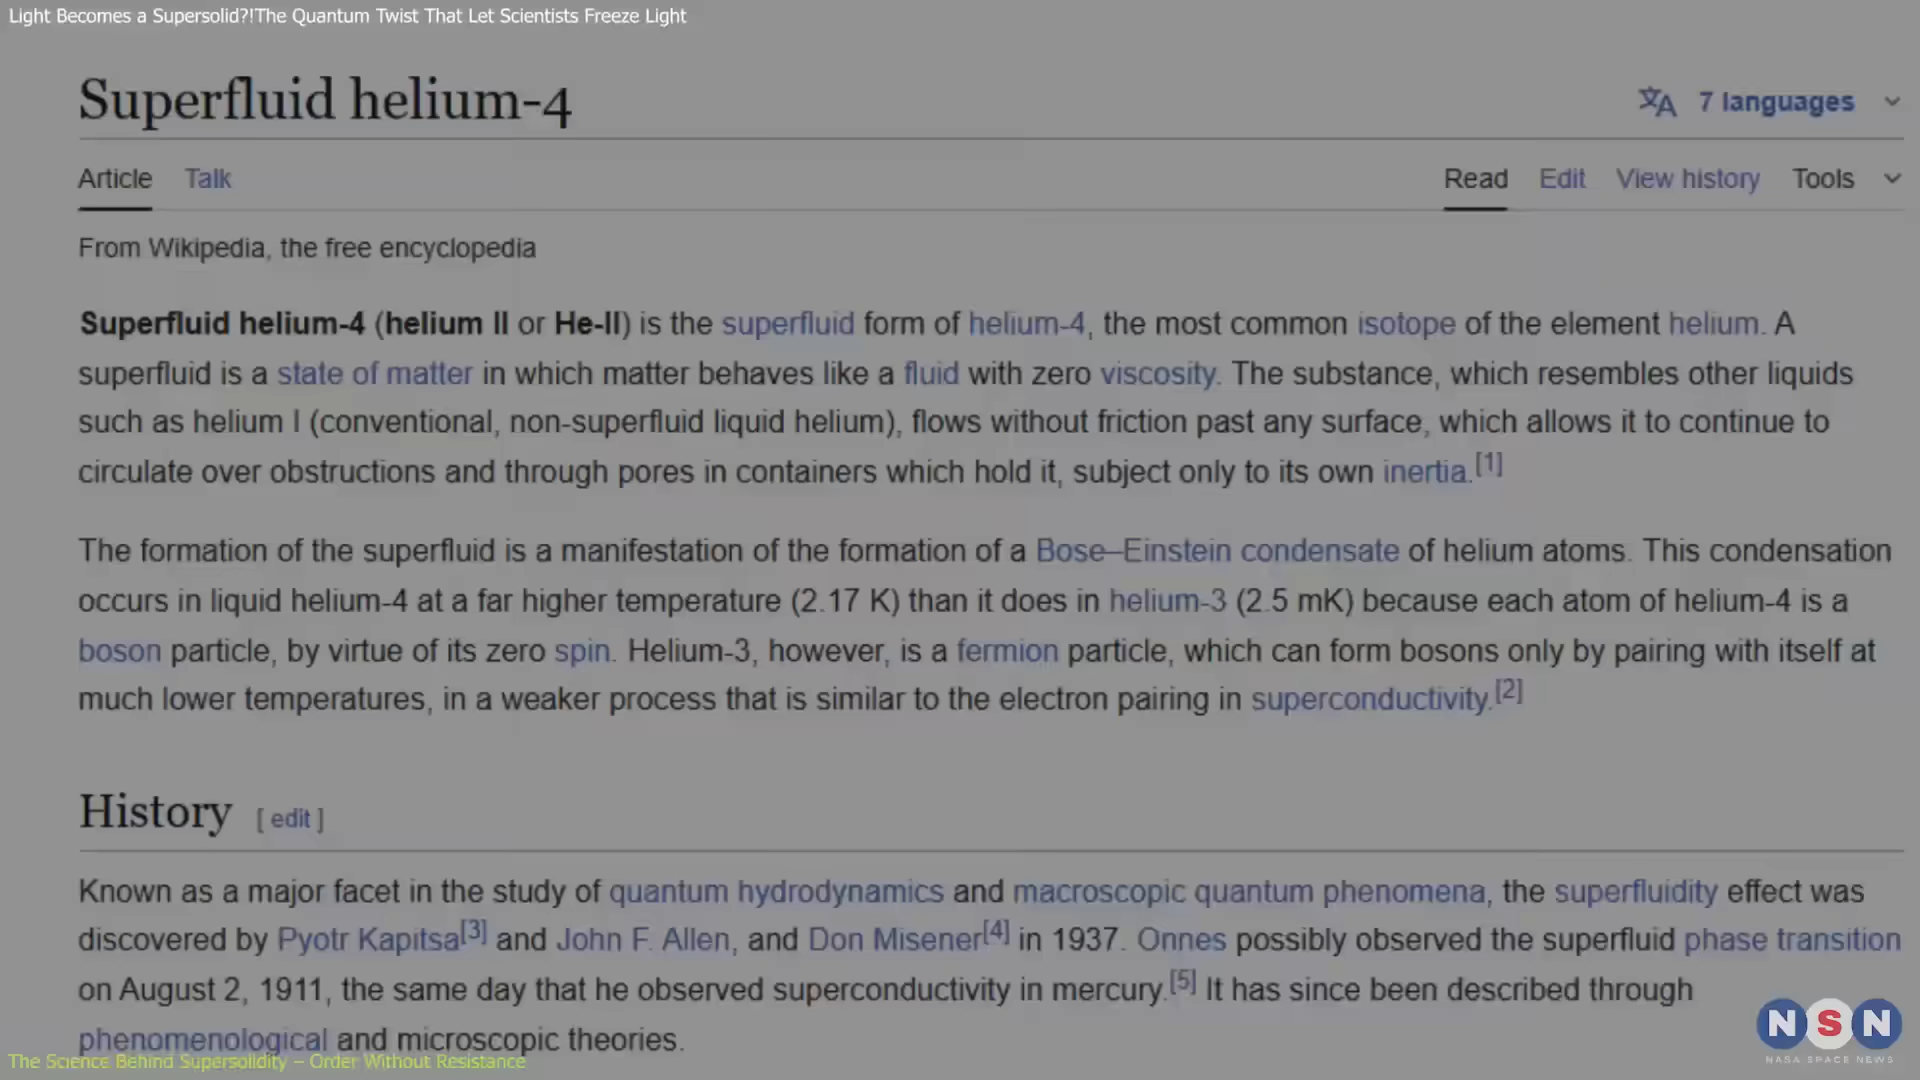 Light Becomes a Supersolid?!The Quantum Twist That Let Scientists Freeze Light
Superfluid helium-4
7 languages
Article Talk Read Edit View history Tools
From Wikipedia, the free encyclopedia
Superfluid helium-4 (helium II or He-II) is the superfluid form of helium-4, the most common isotope of the element helium. A
superfluid is a state of matter in which matter behaves like a fluid with zero viscosity. The substance, which resembles other liquids
such as helium I (conventional, non-superfluid liquid helium), flows without friction past any surface, which allows it to continue to
circulate over obstructions and through pores in containers which hold it, subject only to its own inertia.[1]
The formation of the superfluid is a manifestation of the formation of a Bose–Einstein condensate of helium atoms. This condensation
occurs in liquid helium-4 at a far higher temperature (2.17 K) than it does in helium-3 (2.5 mK) because each atom of helium-4 is a
boson particle, by virtue of its zero spin. Helium-3, however, is a fermion particle, which can form bosons only by pairing with itself at
much lower temperatures, in a weaker process that is similar to the electron pairing in superconductivity.[2]
History [ edit ]
Known as a major facet in the study of quantum hydrodynamics and macroscopic quantum phenomena, the superfluidity effect was
discovered by Pyotr Kapitsa[3] and John F. Allen, and Don Misener[4] in 1937. Onnes possibly observed the superfluid phase transition
on August 2, 1911, the same day that he observed superconductivity in mercury.[5] It has since been described through
phenomenological and microscopic theories.
The Science Behind Supersolidity – Order Without Resistance
NSN
NASA SPACE NEWS